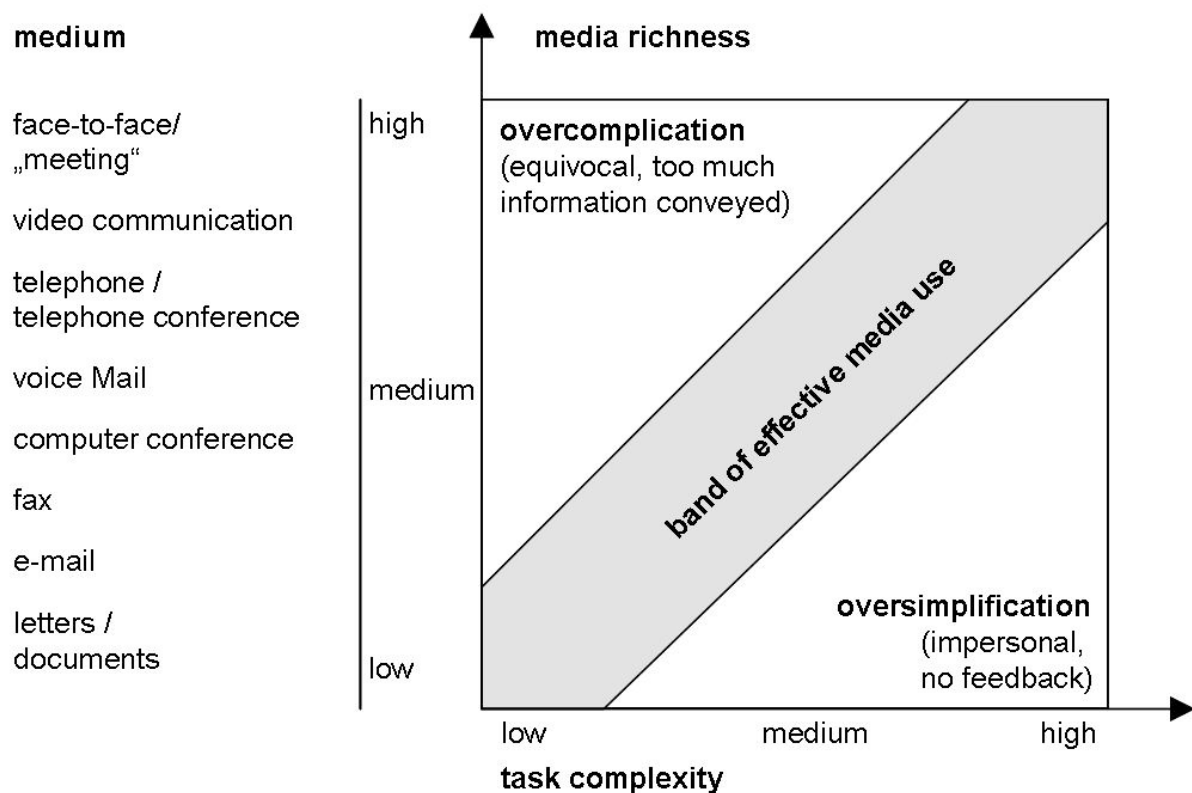 medium
media richness
face-to-face/
„meeting“
video communication
telephone /
telephone conference
voice Mail
computer conference
fax
e-mail
letters /
documents
high
medium
low
overcomplication
(equivocal, too much
information conveyed)
band of effective media use
oversimplification
(impersonal,
no feedback)
low
medium
high
task complexity